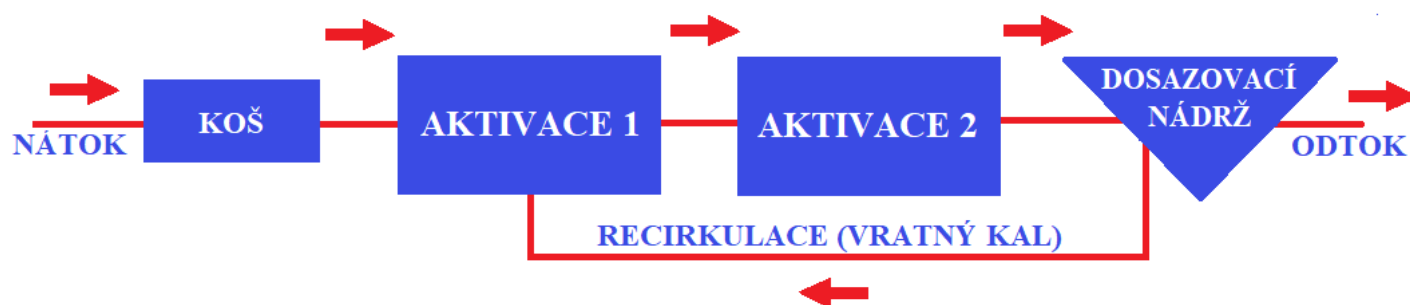 NÁTOK
KOŠ
AKTIVACE 1
AKTIVACE 2
DOSAZOVACÍ
NÁDRŽ
ODTOK
RECIRKULACE (VRATNÝ KAL)